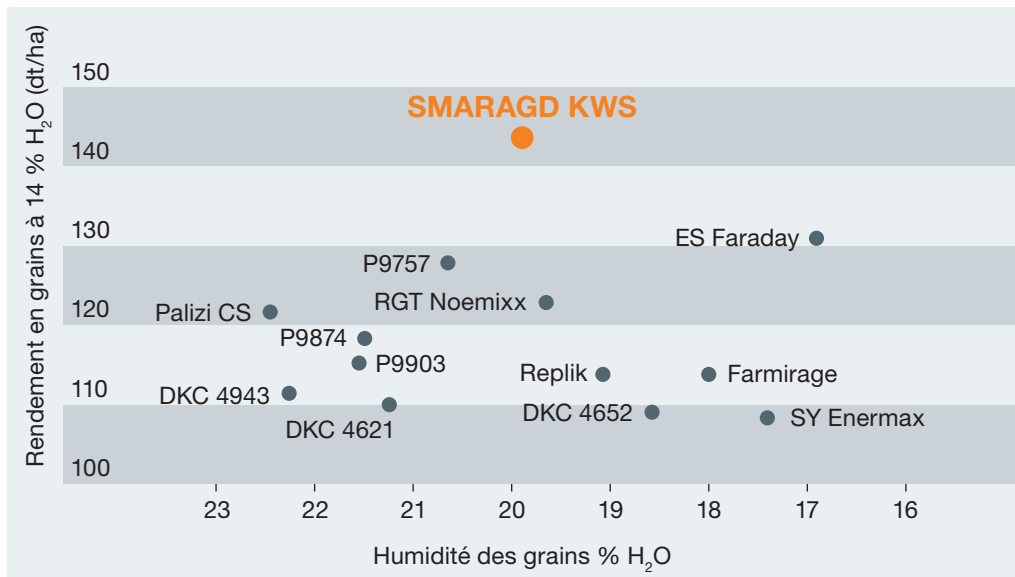 Rendement en grains à 14 % H₂O (dt/ha)
150
SMARAGD KWS
140
130
ES Faraday
P9757
RGT Noemixx
120
Palizi CS
P9874
P9903
Replik
Farmirage
110
DKC 4943
DKC 4652
SY Enermax
DKC 4621
100
23 22 21 20 19 18 17 16
Humidité des grains % H₂O